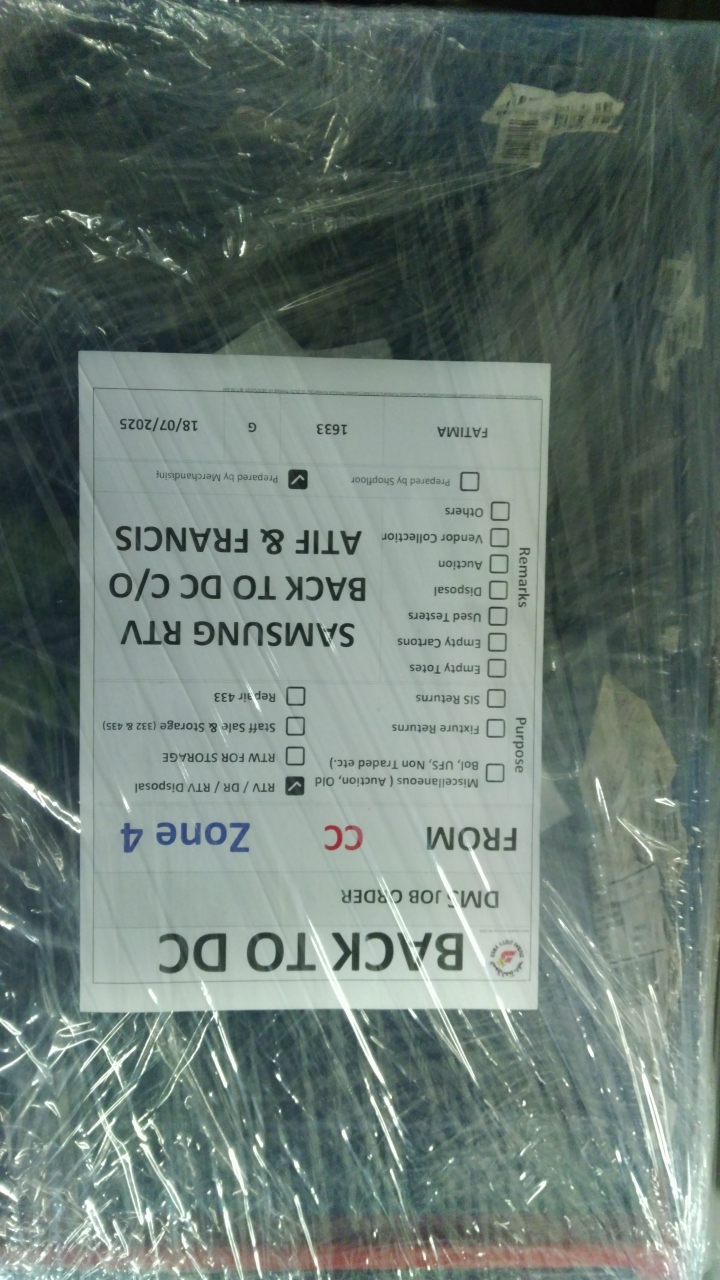 BACK TO DC
DMS JOB ORDER
FROM CC Zone 4
Purpose
Miscellaneous ( Auction, Old
Bol, UFS, Non Traded etc.)
Fixture Returns
SIS Returns
RTV / DR / RTV Disposal
RTW FOR STORAGE
Staff Sale & Storage (332 & 435)
Repair 433
Remarks
Empty Totes
Empty Cartons
Used Testers
Disposal
Auction
Vendor Collection
Others
SAMSUNG RTV
BACK TO DC C/O
ATIF & FRANCIS
Prepared by Shopfloor
Prepared by Merchandising
FATIMA 1633 G 18/07/2025